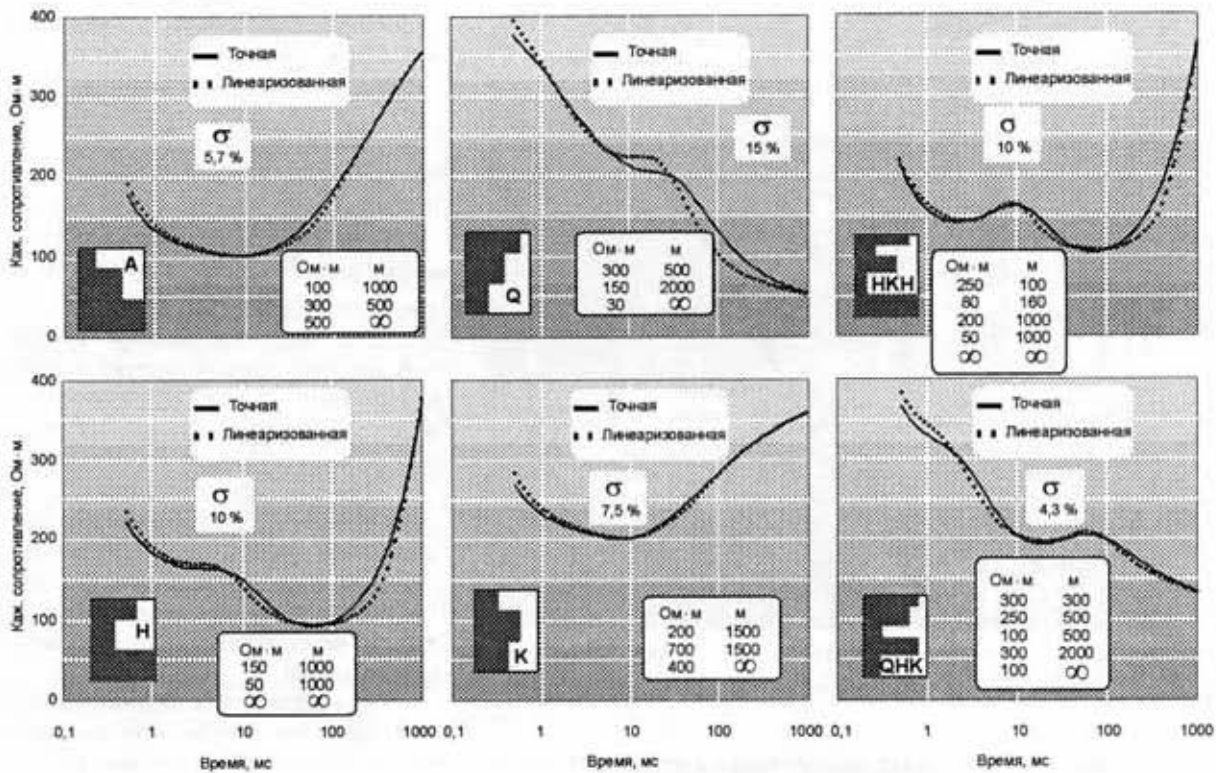 400
300
200
100
0
Каж. сопротивление, Ом·м
Точная
Линеаризованная
σ
5,7 %
A
Ом·м м
100 1000
300 500
500 ∞
Точная
Линеаризованная
σ
15 %
Q
Ом·м м
300 500
150 2000
30 ∞
Точная
Линеаризованная
σ
10 %
HKH
Ом·м м
250 100
80 160
200 1000
50 1000
∞ ∞
400
300
200
100
0
Каж. сопротивление, Ом·м
Точная
Линеаризованная
σ
10 %
H
Ом·м м
150 1000
50 1000
∞ ∞
0,1 1 10 100 1000
Время, мс
Точная
Линеаризованная
σ
7,5 %
K
Ом·м м
200 1500
700 1500
400 ∞
0,1 1 10 100 1000
Время, мс
Точная
Линеаризованная
σ
4,3 %
QHK
Ом·м м
300 300
250 500
100 500
300 2000
100 ∞
0,1 1 10 100 1000
Время, мс